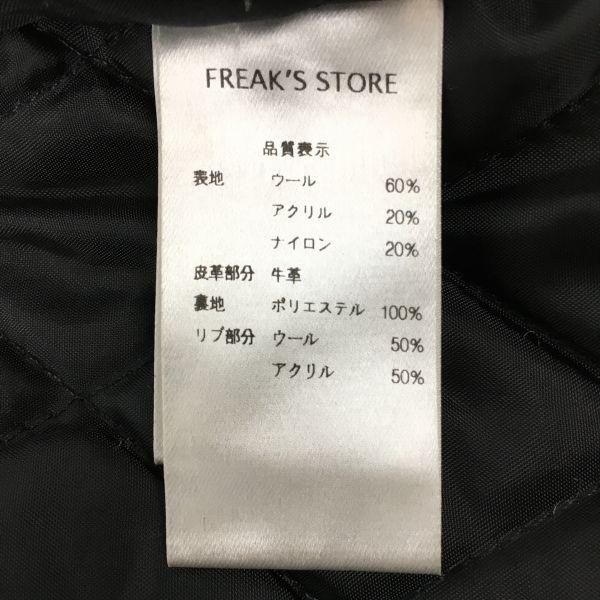 FREAK'S STORE
品質表示
表地 ウール 60%
アクリル 20%
ナイロン 20%
皮革部分 牛革
裏地 ポリエステル 100%
リブ部分 ウール 50%
アクリル 50%